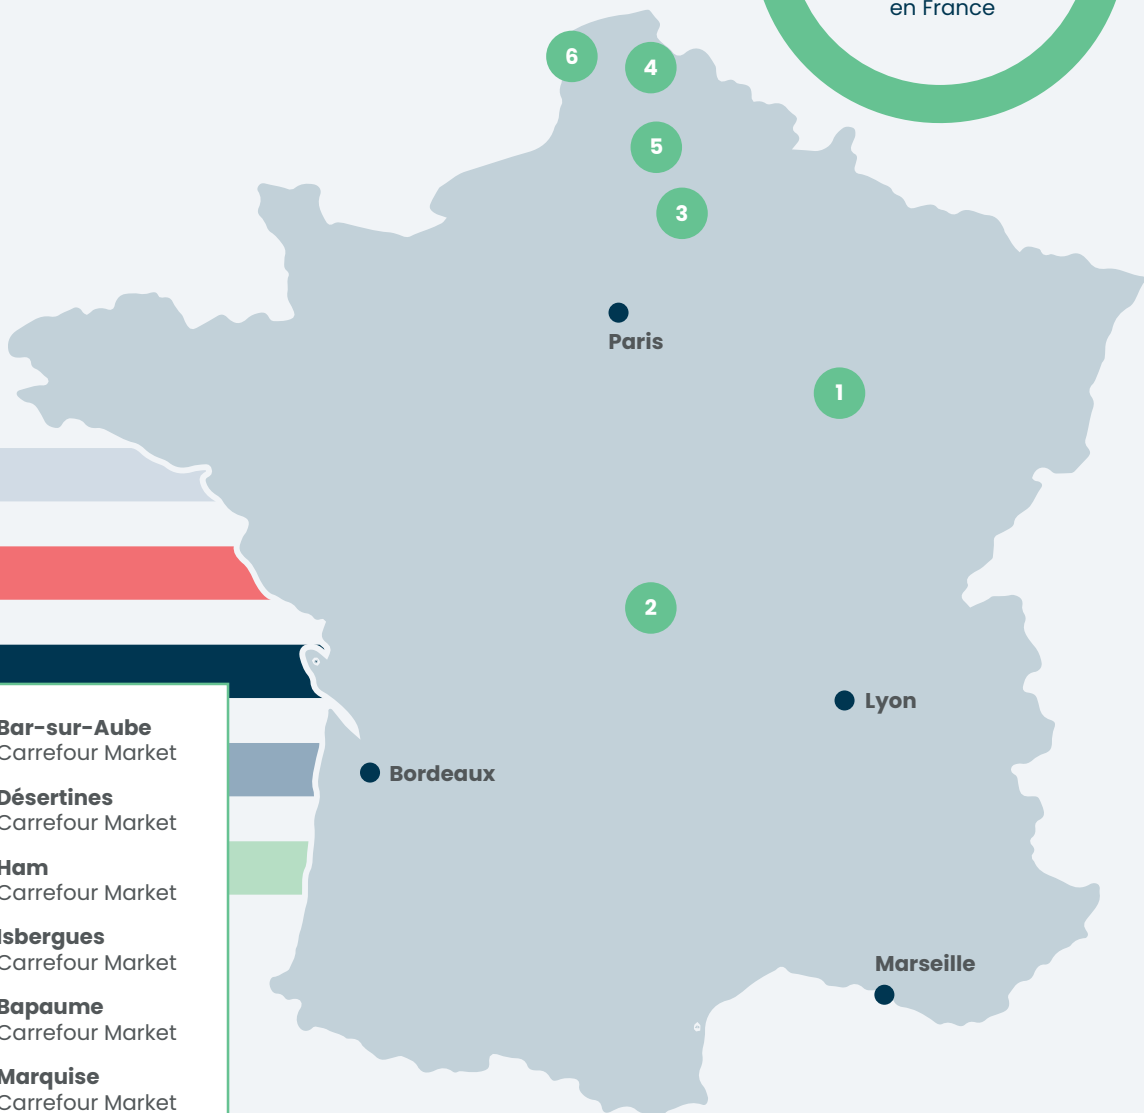 en France
6
4
5
3
Paris
1
2
Lyon
Bordeaux
Marseille
Bar-sur-Aube
Carrefour Market
Désertines
Carrefour Market
Ham
Carrefour Market
Isbergues
Carrefour Market
Bapaume
Carrefour Market
Marquise
Carrefour Market